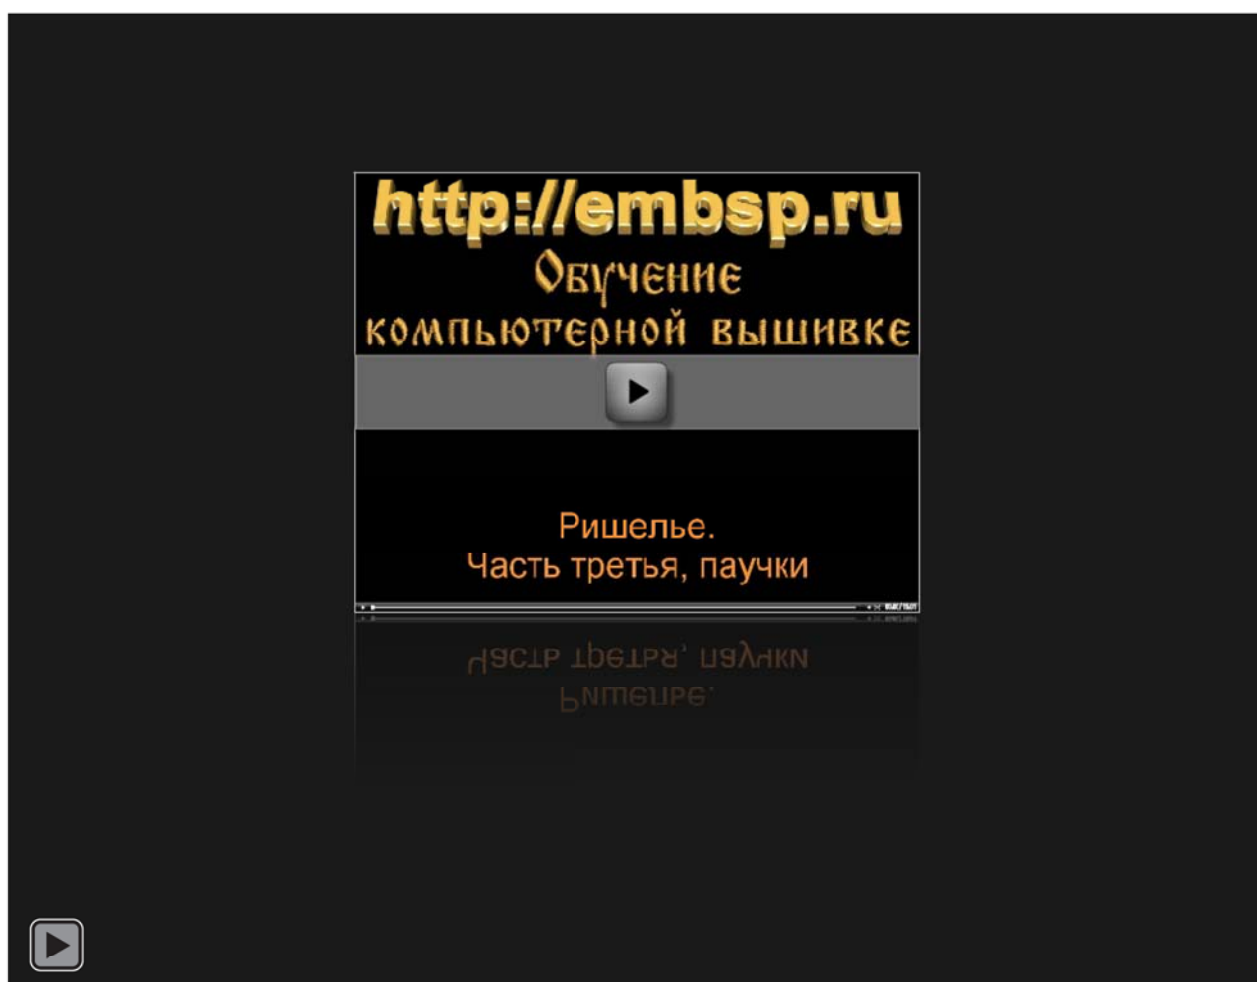 http://embsp.ru
Обучение
компьютерной вышивке
Ришелье.
Часть третья, паучки